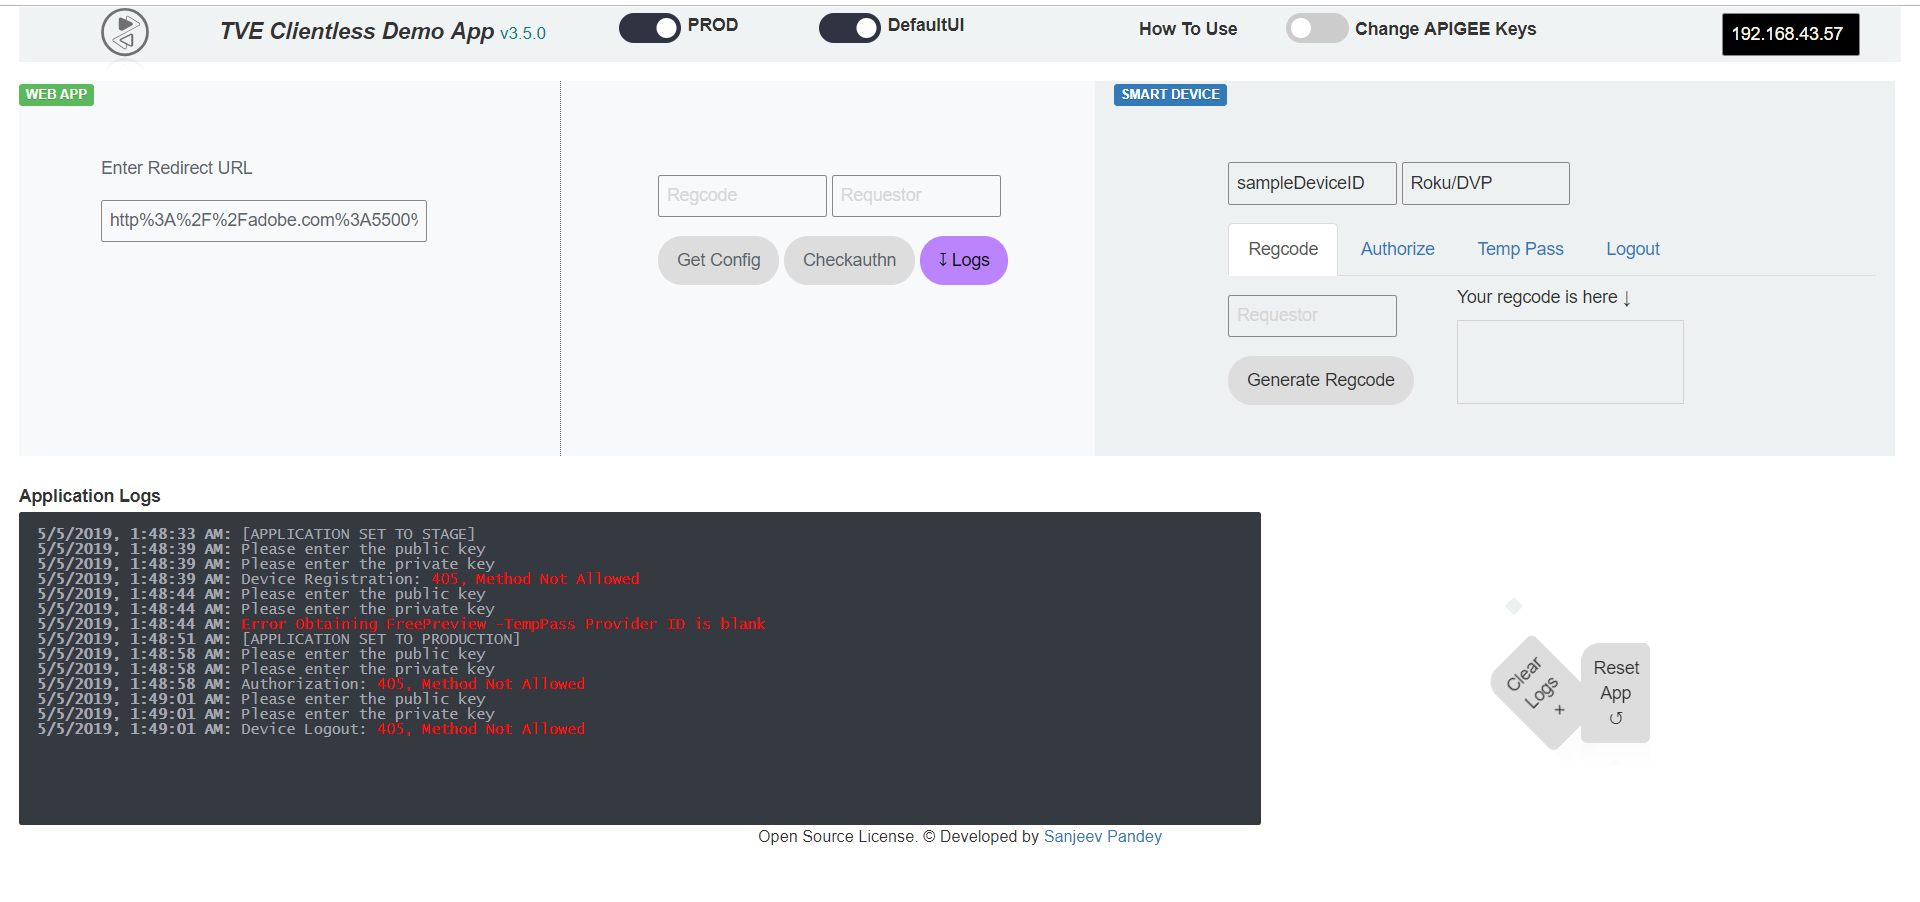 TVE Clientless Demo App v3.5.0
PROD
DefaultUI
How To Use
Change APIGEE Keys
192.168.43.57
WEB APP
Enter Redirect URL
http%3A%2F%2Fadobe.com%3A5500%
Regcode
Requestor
Get Config
Checkauthn
↧ Logs
SMART DEVICE
sampleDeviceID
Roku/DVP
Regcode
Authorize
Temp Pass
Logout
Requestor
Your regcode is here ↓
Generate Regcode
Application Logs
5/5/2019, 1:48:33 AM: [APPLICATION SET TO STAGE]
5/5/2019, 1:48:39 AM: Please enter the public key
5/5/2019, 1:48:39 AM: Please enter the private key
5/5/2019, 1:48:39 AM: Device Registration: 405, Method Not Allowed
5/5/2019, 1:48:44 AM: Please enter the public key
5/5/2019, 1:48:44 AM: Please enter the private key
5/5/2019, 1:48:44 AM: Error Obtaining FreePreview -TempPass Provider ID is blank
5/5/2019, 1:48:51 AM: [APPLICATION SET TO PRODUCTION]
5/5/2019, 1:48:58 AM: Please enter the public key
5/5/2019, 1:48:58 AM: Please enter the private key
5/5/2019, 1:48:58 AM: Authorization: 405, Method Not Allowed
5/5/2019, 1:49:01 AM: Please enter the public key
5/5/2019, 1:49:01 AM: Please enter the private key
5/5/2019, 1:49:01 AM: Device Logout: 405, Method Not Allowed
Clear
Logs
+
Reset
App
↺
Open Source License. © Developed by Sanjeev Pandey